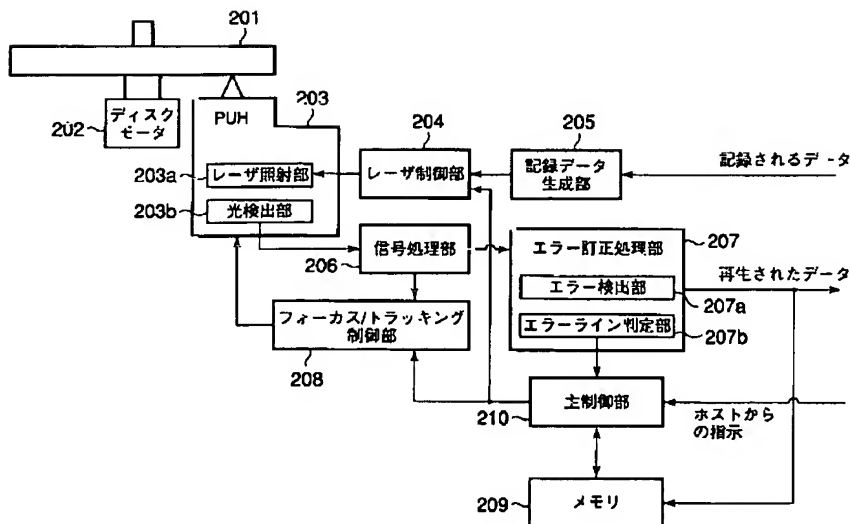 201
ディスク
モータ
202
PUH
203
レーザ照射部
203a
光検出部
203b
204
レーザ制御部
205
記録データ
生成部
記録されるデータ
信号処理部
206
エラー訂正処理部
207
エラー検出部
207a
エラーライン判定部
207b
再生されたデータ
フォーカス/トラッキング
制御部
208
主制御部
210
ホストから
の指示
メモリ
209